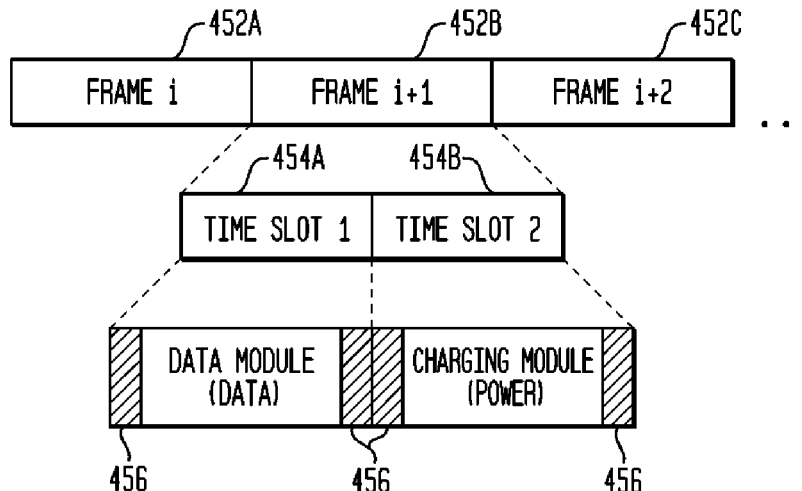 452A
452B
452C
FRAME i
FRAME i+1
FRAME i+2
. .
454A
454B
TIME SLOT 1
TIME SLOT 2
DATA MODULE
(DATA)
CHARGING MODULE
(POWER)
456
456
456